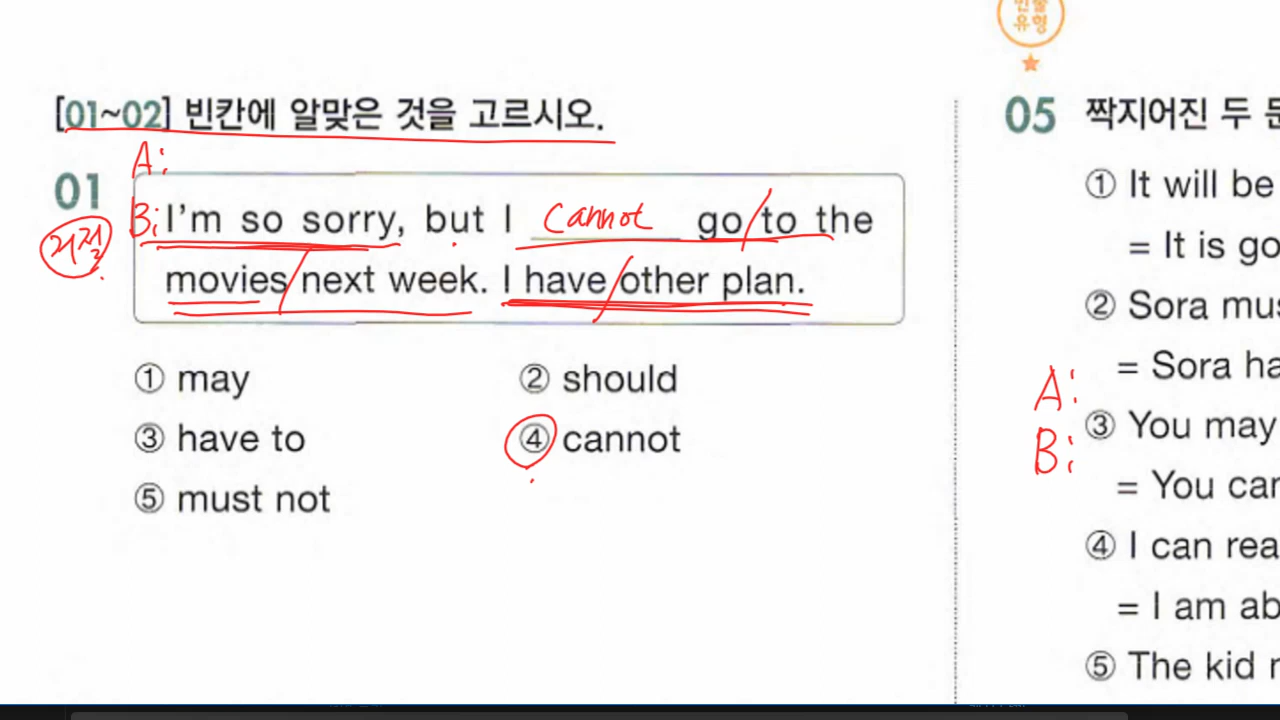 빈출
유형
[01~02] 빈칸에 알맞은 것을 고르시오.
A:
01
거절
B: I'm so sorry, but I cannot go to the
movies next week. I have other plan.
① may
② should
③ have to
④ cannot
⑤ must not
05 짝지어진 두
① It will be
= It is go
② Sora mus
= Sora ha
A:
③ You may
B:
= You can
④ I can rea
= I am ab
⑤ The kid